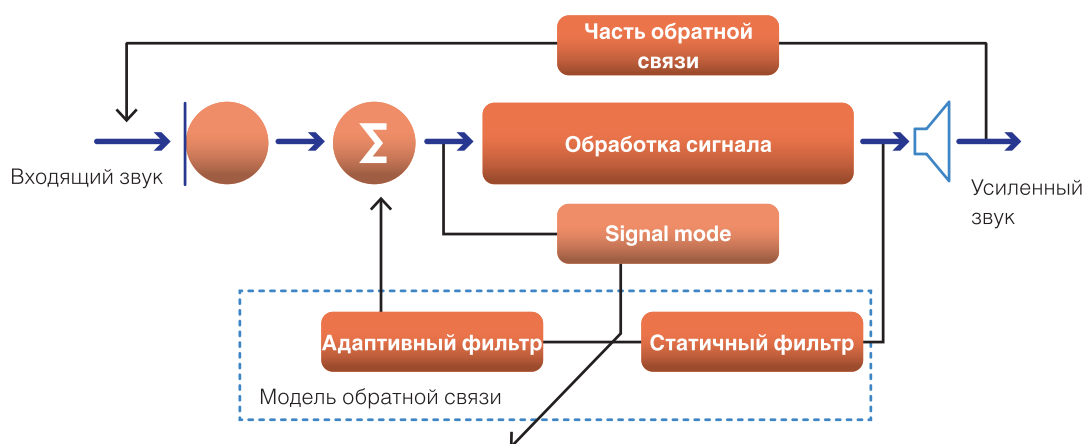 Часть обратной
связи
Входящий звук
Σ
Обработка сигнала
Усиленный
звук
Signal mode
Адаптивный фильтр
Статичный фильтр
Модель обратной связи